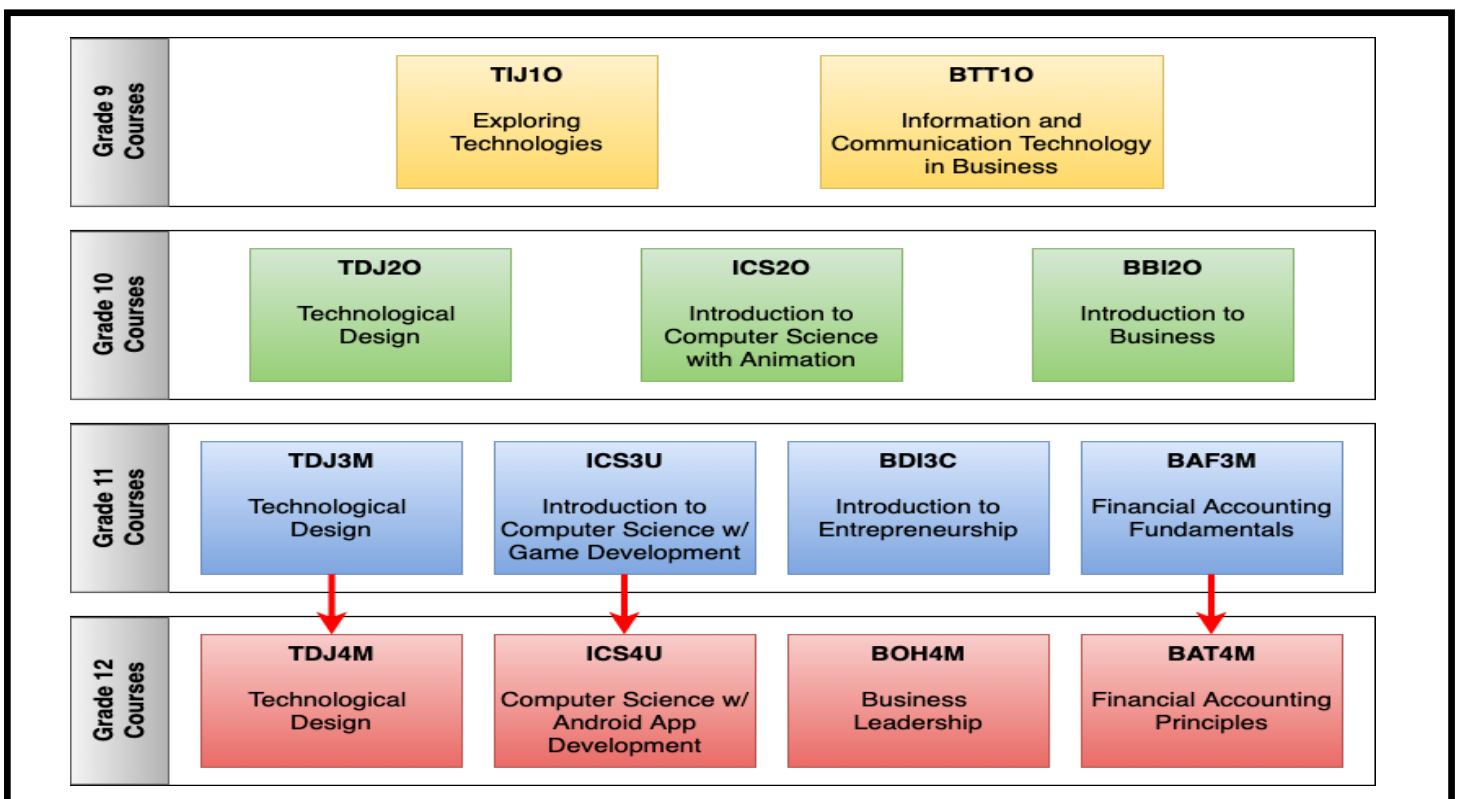 Grade 9
Courses
TIJ1O
Exploring
Technologies
BTT1O
Information and
Communication Technology
in Business
Grade 10
Courses
TDJ2O
Technological
Design
ICS2O
Introduction to
Computer Science
with Animation
BBI2O
Introduction to
Business
Grade 11
Courses
TDJ3M
Technological
Design
ICS3U
Introduction to
Computer Science w/
Game Development
BDI3C
Introduction to
Entrepreneurship
BAF3M
Financial Accounting
Fundamentals
Grade 12
Courses
TDJ4M
Technological
Design
ICS4U
Computer Science w/
Android App
Development
BOH4M
Business
Leadership
BAT4M
Financial Accounting
Principles